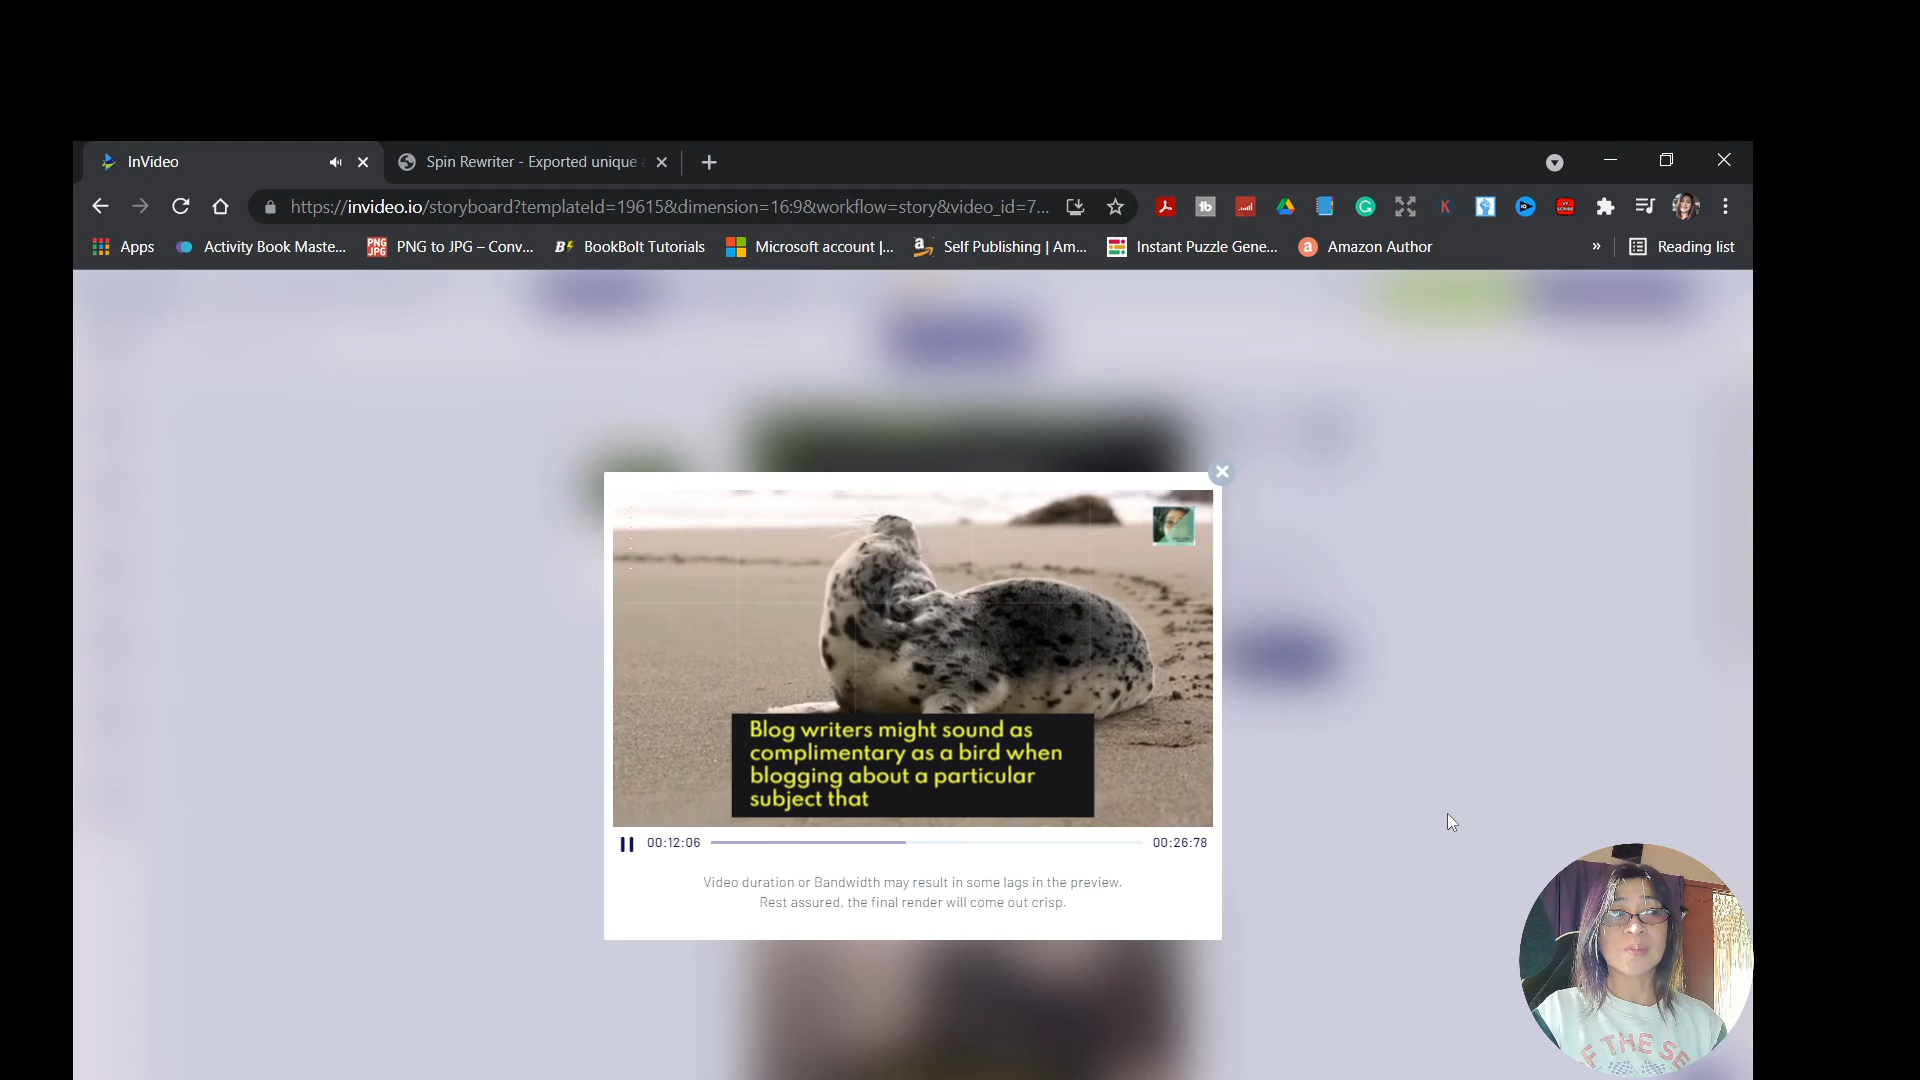 InVideo
Spin Rewriter - Exported unique
https://invideo.io/storyboard?templateId=19615&dimension=16:9&workflow=story&video_id=7...
Apps
Activity Book Maste...
PNG to JPG – Conv...
BookBolt Tutorials
Microsoft account |...
Self Publishing | Am...
Instant Puzzle Gene...
Amazon Author
»
Reading list
Blog writers might sound as
complimentary as a bird when
blogging about a particular
subject that
00:12:06
00:26:78
Video duration or Bandwidth may result in some lags in the preview.
Rest assured, the final render will come out crisp.
OF THE SE